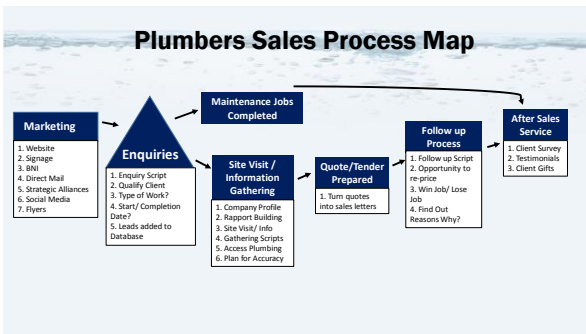 Plumbers Sales Process Map
Marketing
1. Website
2. Signage
3. BNI
4. Direct Mail
5. Strategic Alliances
6. Social Media
7. Flyers
Enquiries
1. Enquiry Script
2. Qualify Client
3. Type of Work?
4. Start/ Completion
Date?
5. Leads added to
Database
Maintenance Jobs
Completed
Site Visit /
Information
Gathering
1. Company Profile
2. Rapport Building
3. Site Visit/ Info
4. Gathering Scripts
5. Access Plumbing
6. Plan for Accuracy
Quote/Tender
Prepared
1. Turn quotes
into sales letters
Follow up
Process
1. Follow up Script
2. Opportunity to
re-price
3. Win Job/ Lose
Job
4. Find Out
Reasons Why?
After Sales
Service
1. Client Survey
2. Testimonials
3. Client Gifts